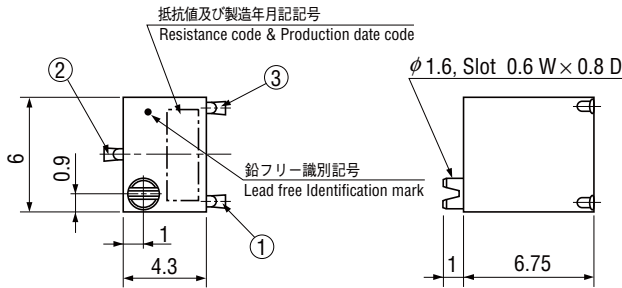 抵抗値及び製造年月記記号
Resistance code & Production date code
②
③
φ 1.6, Slot 0.6 W × 0.8 D
6
0.9
鉛フリー識別記号
Lead free Identification mark
①
1
4.3
1
6.75